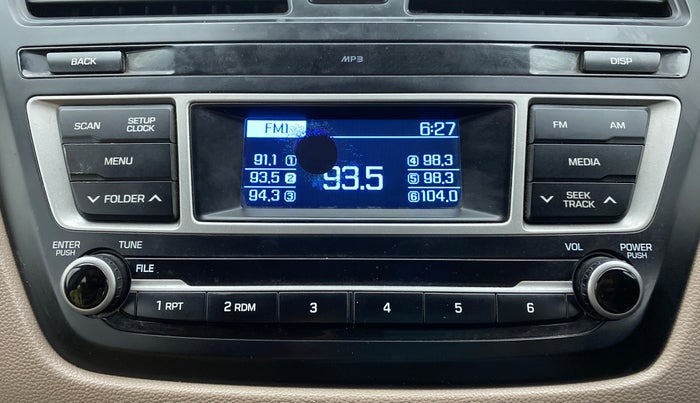 BACK
MP3
DISP
SCAN
SETUP CLOCK
FM1
6:27
FM
AM
MENU
91.1 1
4 98.3
MEDIA
93.5 2
93.5
5 98.3
FOLDER
SEEK TRACK
94.3 3
6 104.0
ENTER PUSH
TUNE
VOL
POWER PUSH
FILE
1 RPT
2 RDM
3
4
5
6